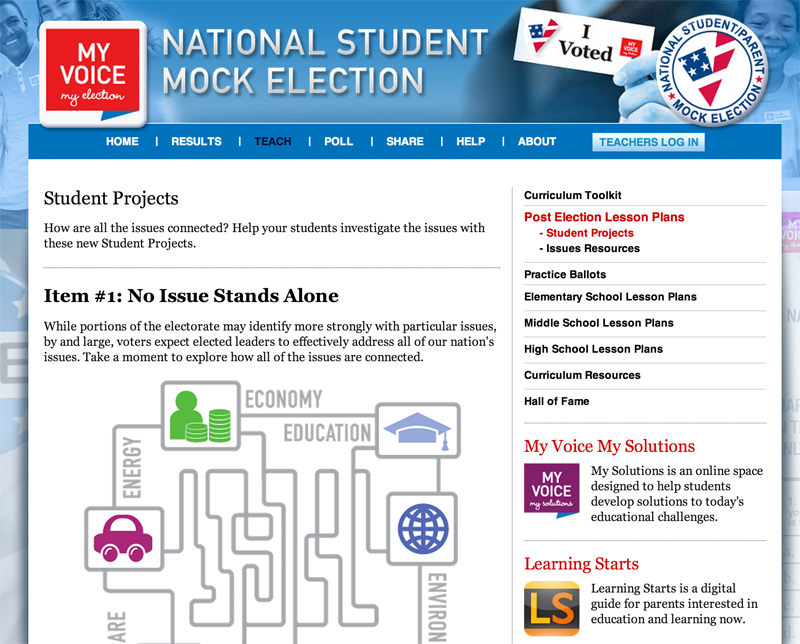 MY
VOICE
my election
NATIONAL STUDENT
MOCK ELECTION
I
Voted
NATIONAL STUDENT/PARENT
MOCK ELECTION
HOME | RESULTS | TEACH | POLL | SHARE | HELP | ABOUT
TEACHERS LOG IN
Student Projects
How are all the issues connected? Help your students investigate the issues with
these new Student Projects.
Item #1: No Issue Stands Alone
While portions of the electorate may identify more strongly with particular issues,
by and large, voters expect elected leaders to effectively address all of our nation's
issues. Take a moment to explore how all of the issues are connected.
ECONOMY
EDUCATION
ENERGY
ENVIRON
ARE
Curriculum Toolkit
Post Election Lesson Plans
- Student Projects
- Issues Resources
Practice Ballots
Elementary School Lesson Plans
Middle School Lesson Plans
High School Lesson Plans
Curriculum Resources
Hall of Fame
My Voice My Solutions
MY
VOICE
my solutions
My Solutions is an online space
designed to help students
develop solutions to today's
educational challenges.
Learning Starts
LS
Learning Starts is a digital
guide for parents interested in
education and learning now.